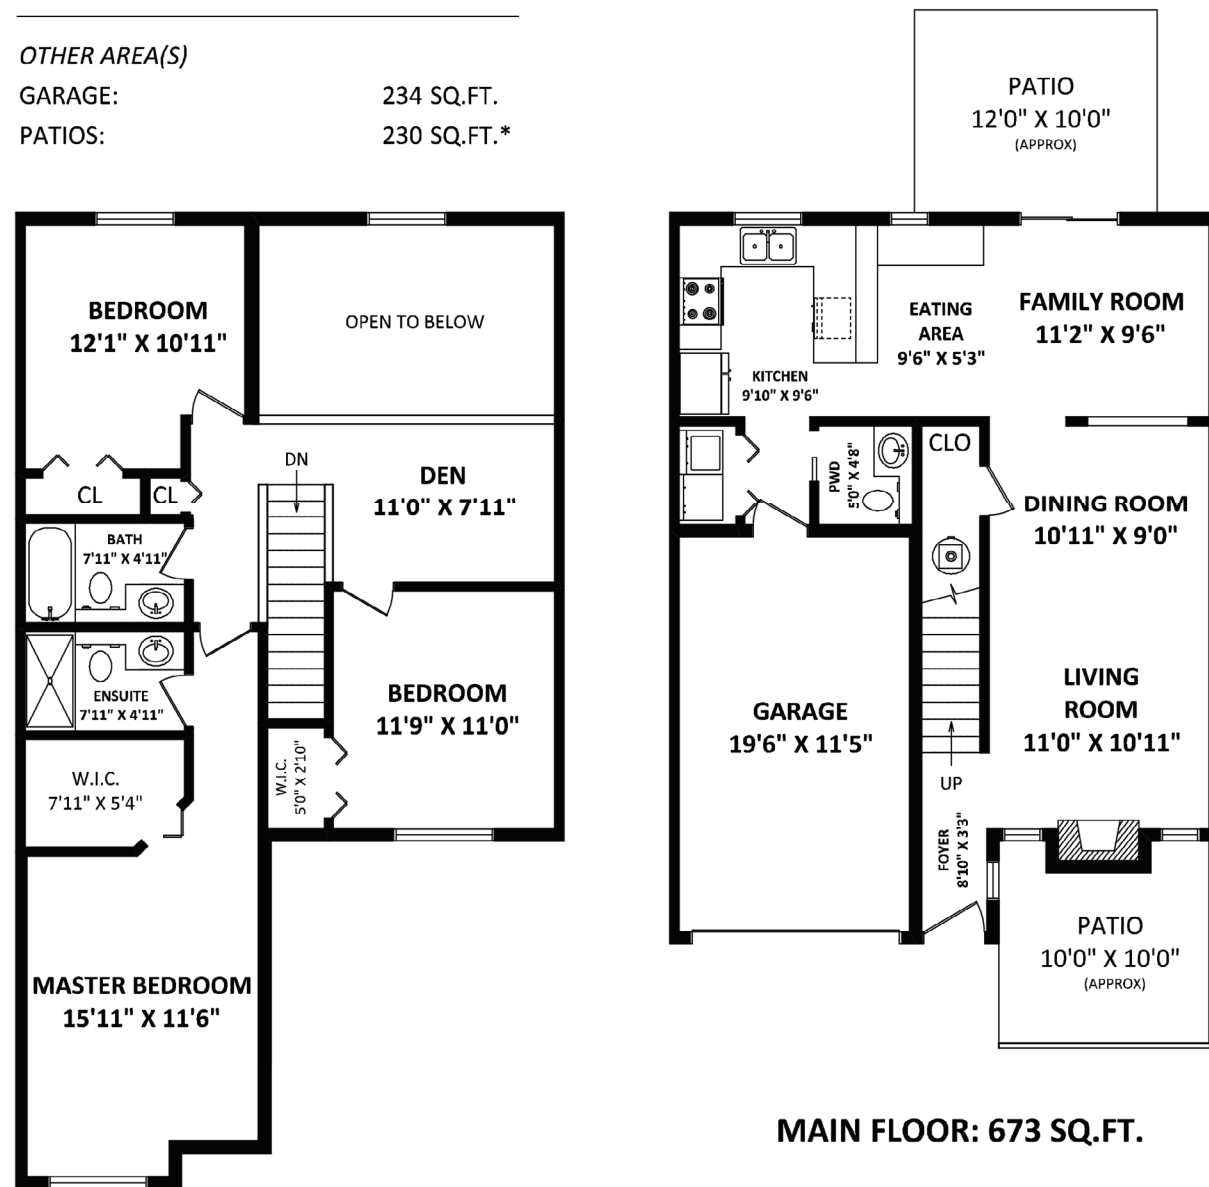 OTHER AREA(S)
GARAGE: 234 SQ.FT.
PATIOS: 230 SQ.FT.*
BEDROOM
12'1" X 10'11"
OPEN TO BELOW
CL
CL
DN
DEN
11'0" X 7'11"
BATH
7'11" X 4'11"
ENSUITE
7'11" X 4'11"
W.I.C.
7'11" X 5'4"
W.I.C.
5'0" X 2'10"
BEDROOM
11'9" X 11'0"
MASTER BEDROOM
15'11" X 11'6"
PATIO
12'0" X 10'0"
(APPROX)
KITCHEN
9'10" X 9'6"
EATING
AREA
9'6" X 5'3"
FAMILY ROOM
11'2" X 9'6"
PWD
5'0" X 4'8"
CLO
DINING ROOM
10'11" X 9'0"
GARAGE
19'6" X 11'5"
LIVING
ROOM
11'0" X 10'11"
UP
FOYER
8'10" X 3'3"
PATIO
10'0" X 10'0"
(APPROX)
MAIN FLOOR: 673 SQ.FT.